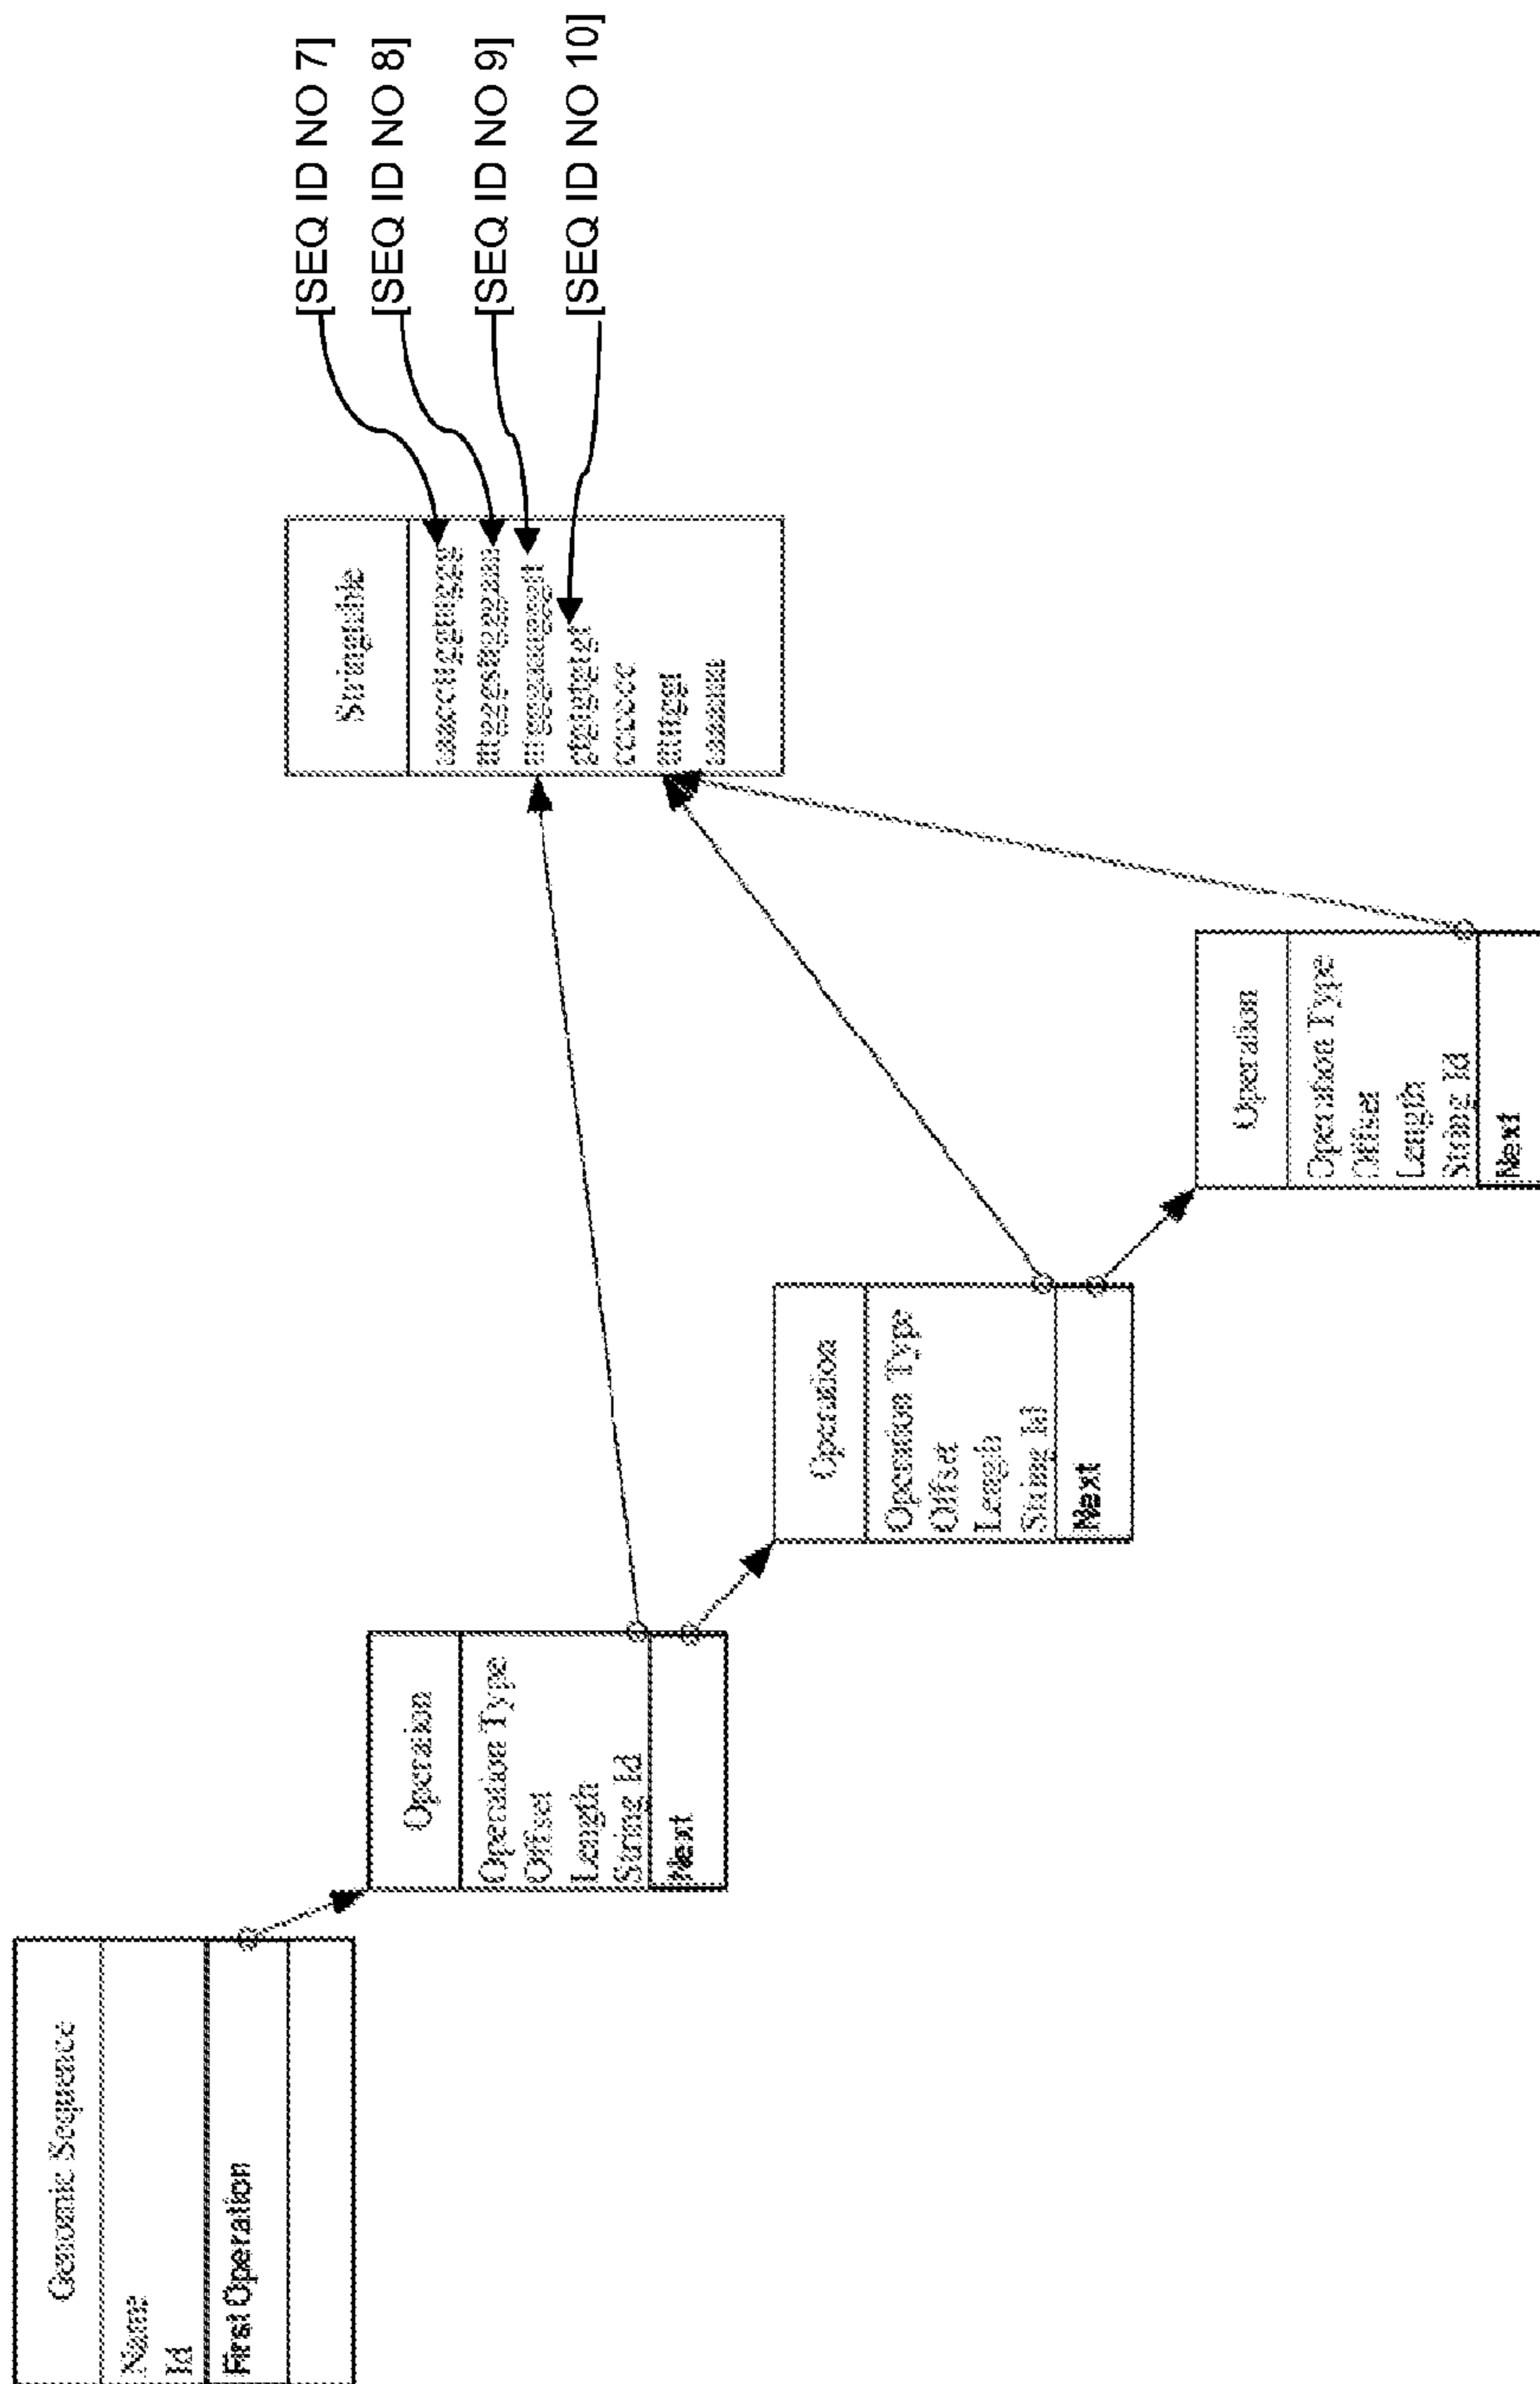 Genomic Sequence
Name
Id
First Operation
Operation
Operation Type
Offset
Length
String Id
Next
Operation
Operation Type
Offset
Length
String Id
Next
Operation
Operation Type
Offset
Length
String Id
Next
Stringtable
gtgtgtgt
cccccc
[SEQ ID NO 7]
[SEQ ID NO 8]
[SEQ ID NO 9]
[SEQ ID NO 10]